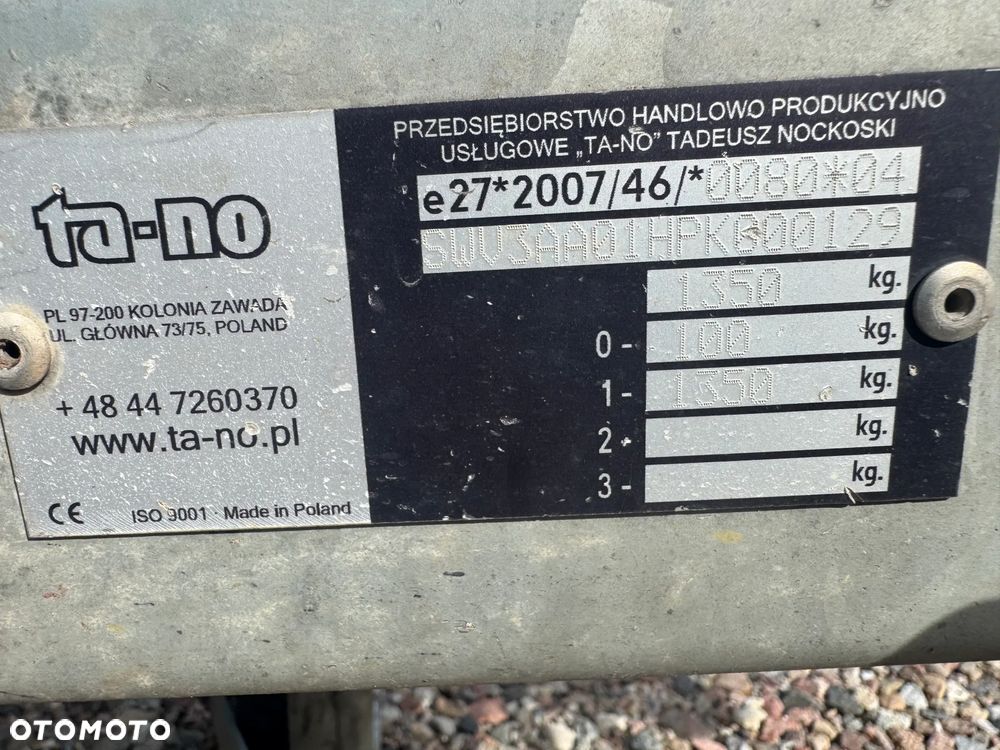 ta-no
PL 97-200 KOLONIA ZAWADA
UL. GŁÓWNA 73/75, POLAND
+ 48 44 7260370
www.ta-no.pl
CE ISO 9001 · Made in Poland
PRZEDSIĘBIORSTWO HANDLOWO PRODUKCYJNO
USŁUGOWE „TA-NO" TADEUSZ NOCKOSKI
e27*2007/46/*0080*04
1350 kg.
0 - 100 kg.
1 - 1350 kg.
2 - kg.
3 - kg.
OTOMOTO